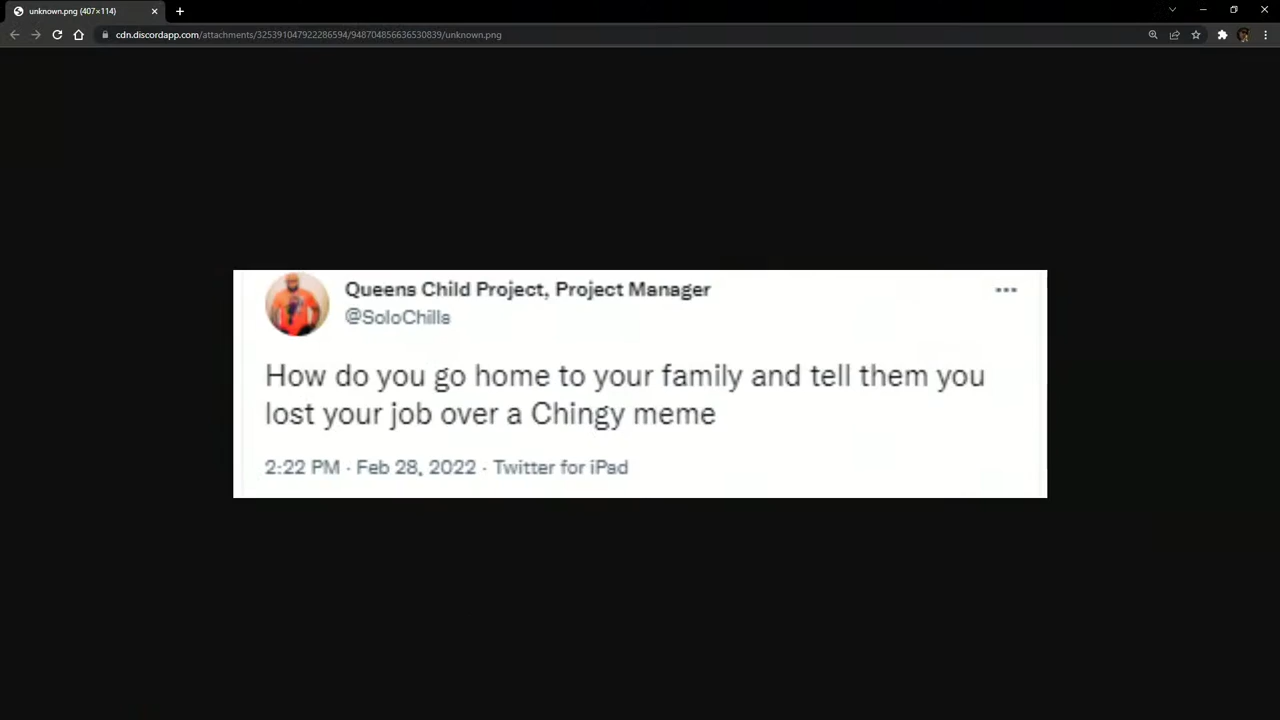 unknown.png (407×114)
cdn.discordapp.com/attachments/325391047922286594/948704856636530839/unknown.png
Queens Child Project, Project Manager
@SoloChills
How do you go home to your family and tell them you
lost your job over a Chingy meme
2:22 PM · Feb 28, 2022 · Twitter for iPad